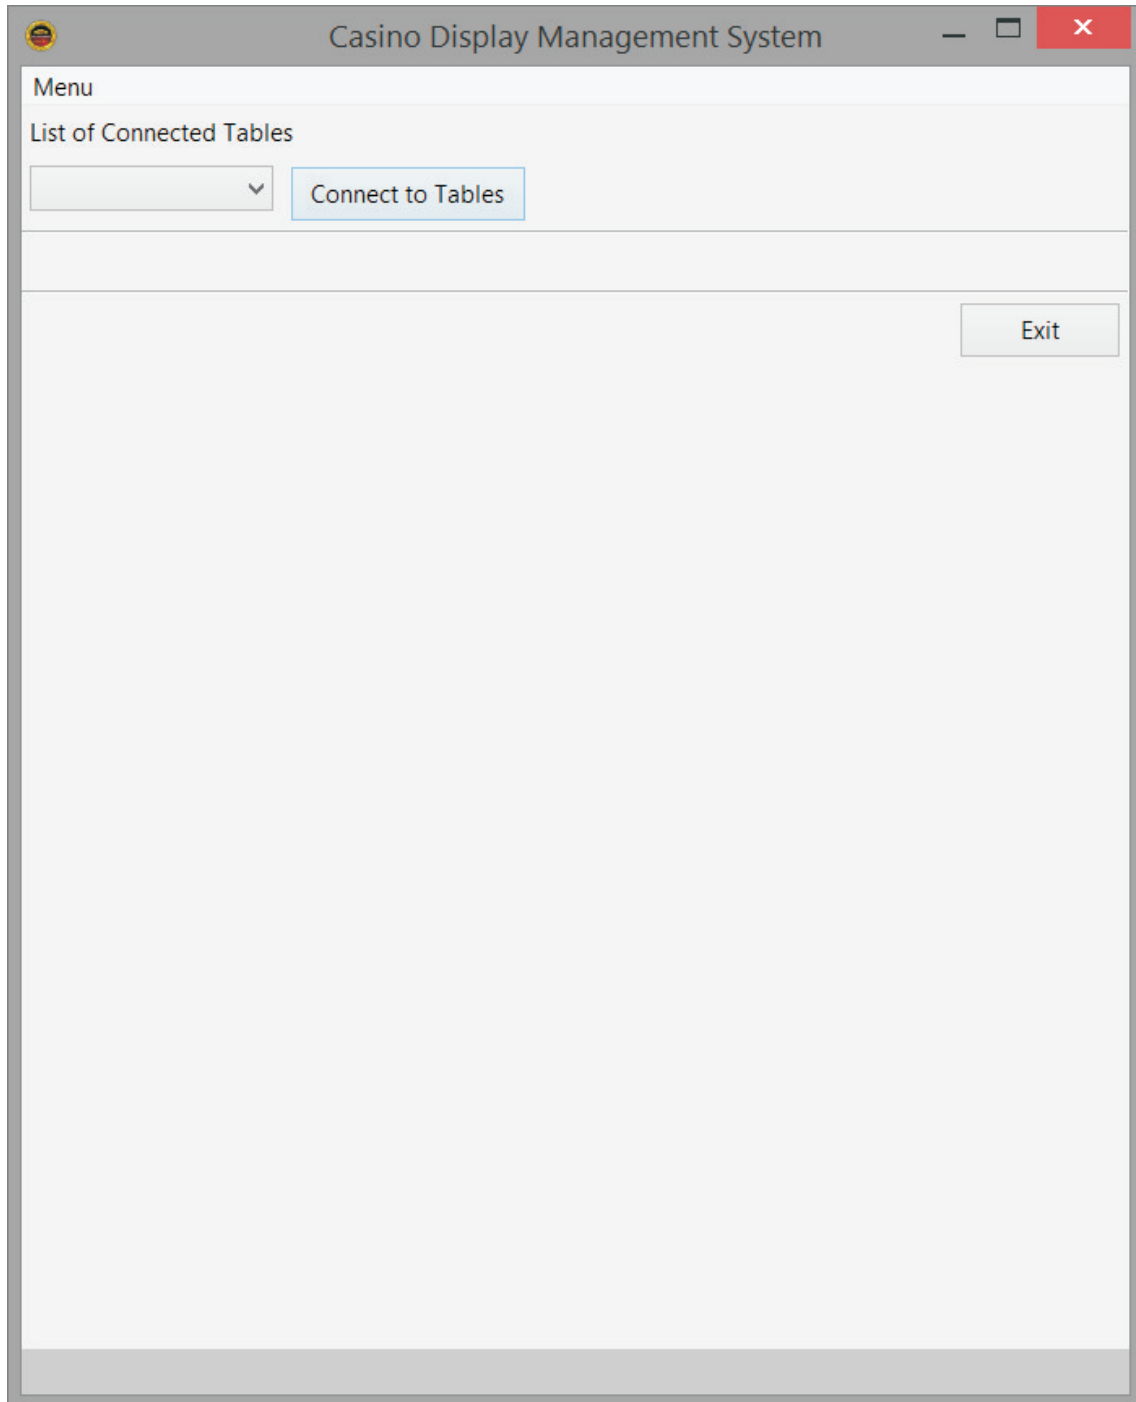 Casino Display Management System
Menu
List of Connected Tables
Connect to Tables
Exit